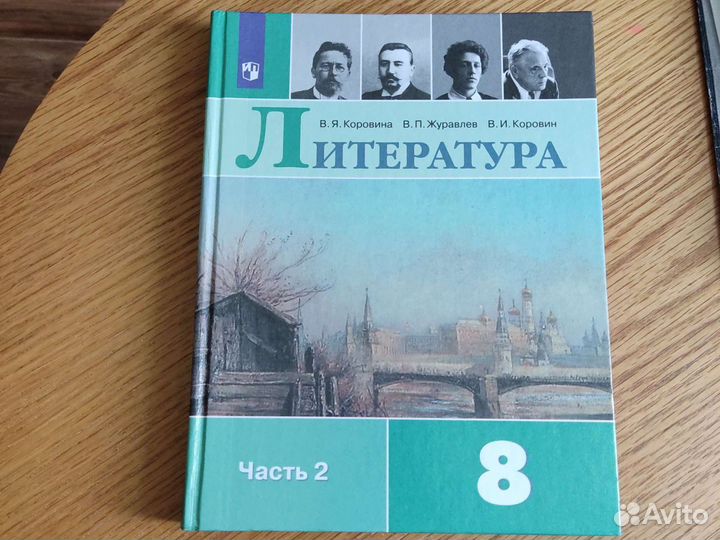 В. Я. Коровина В. П. Журавлев В. И. Коровин
ЛИТЕРАТУРА
Часть 2
8
Avito